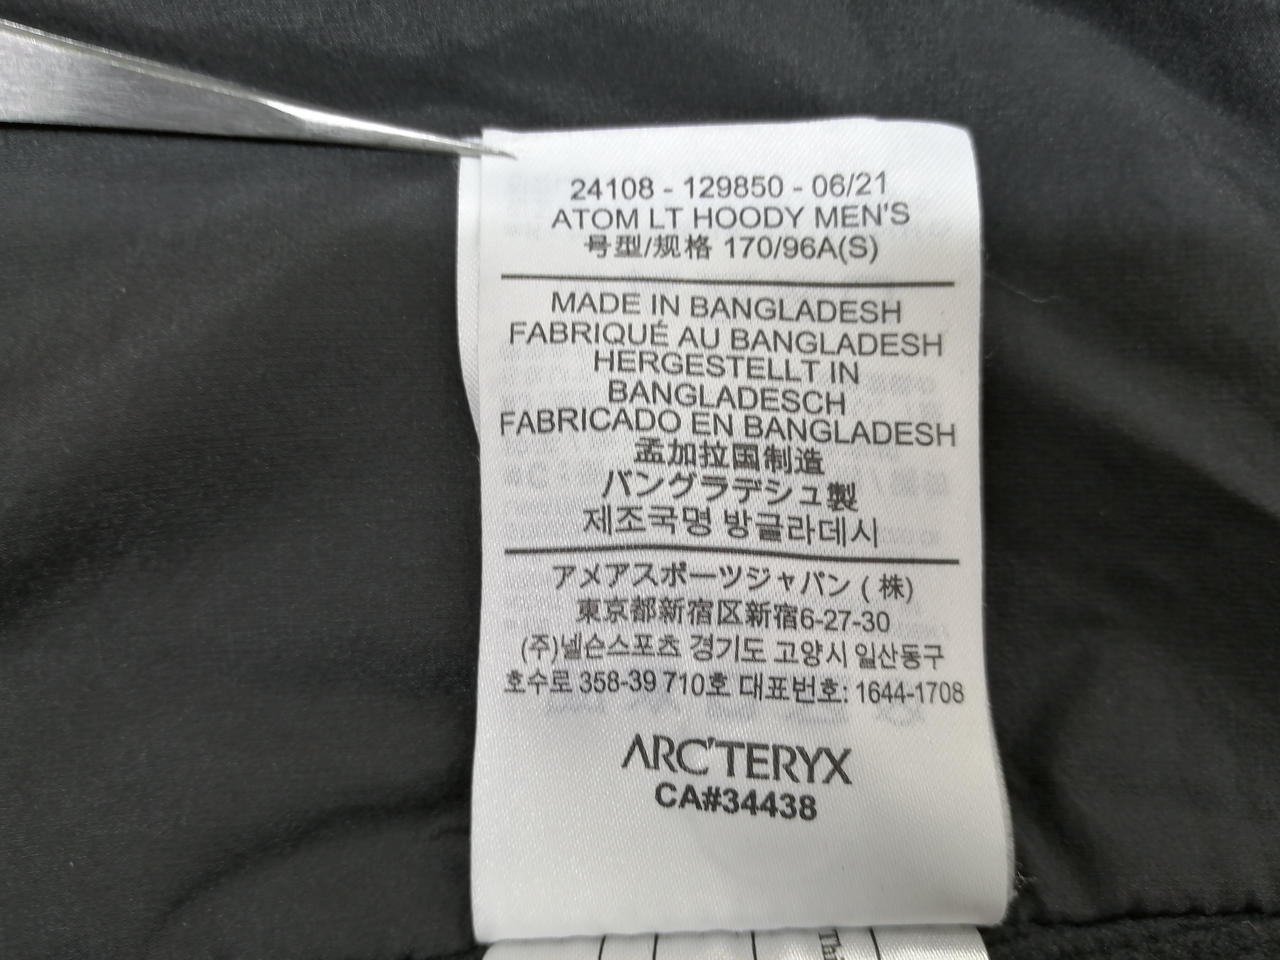 24108 - 129850 - 06/21
ATOM LT HOODY MEN'S
号型/规格 170/96A(S)
MADE IN BANGLADESH
FABRIQUÉ AU BANGLADESH
HERGESTELLT IN
BANGLADESCH
FABRICADO EN BANGLADESH
孟加拉国制造
バングラデシュ製
제조국명 방글라데시
アメアスポーツジャパン ( 株)
東京都新宿区新宿6-27-30
(주)넬슨스포츠 경기도 고양시 일산동구
호수로 358-39 710호 대표번호: 1644-1708
ARC'TERYX
CA#34438
Thi